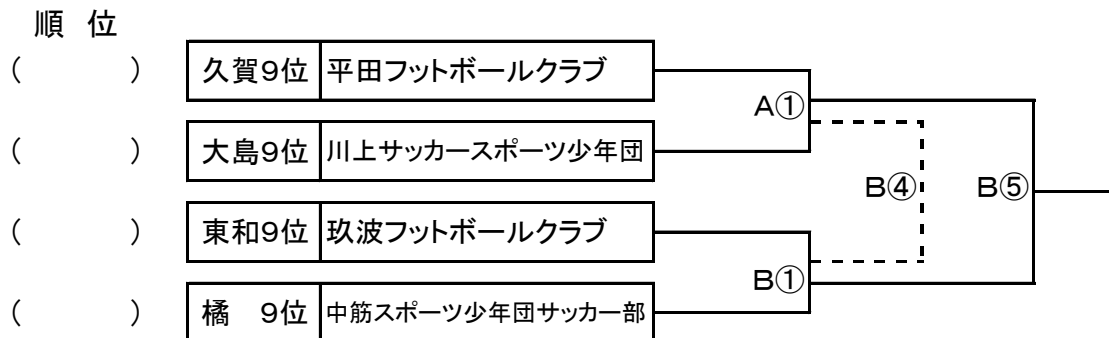 順 位
( ) 久賀9位 平田フットボールクラブ
A①
( ) 大島9位 川上サッカースポーツ少年団
B④ B⑤
( ) 東和9位 玖波フットボールクラブ
B①
( ) 橘 9位 中筋スポーツ少年団サッカー部